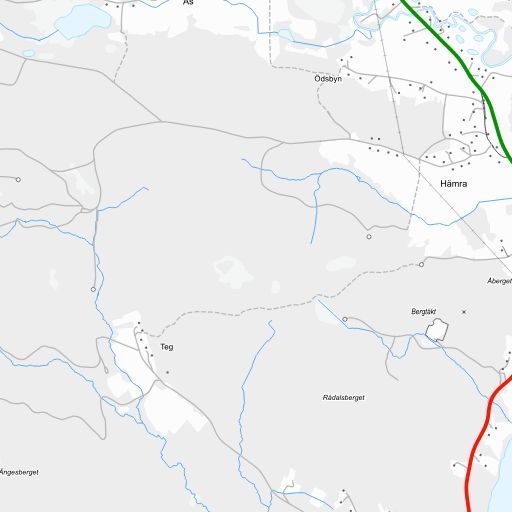 Ås
Ödsbyn
Hämra
Åberget
Bergtäkt
Teg
Rådalsberget
Ångesberget